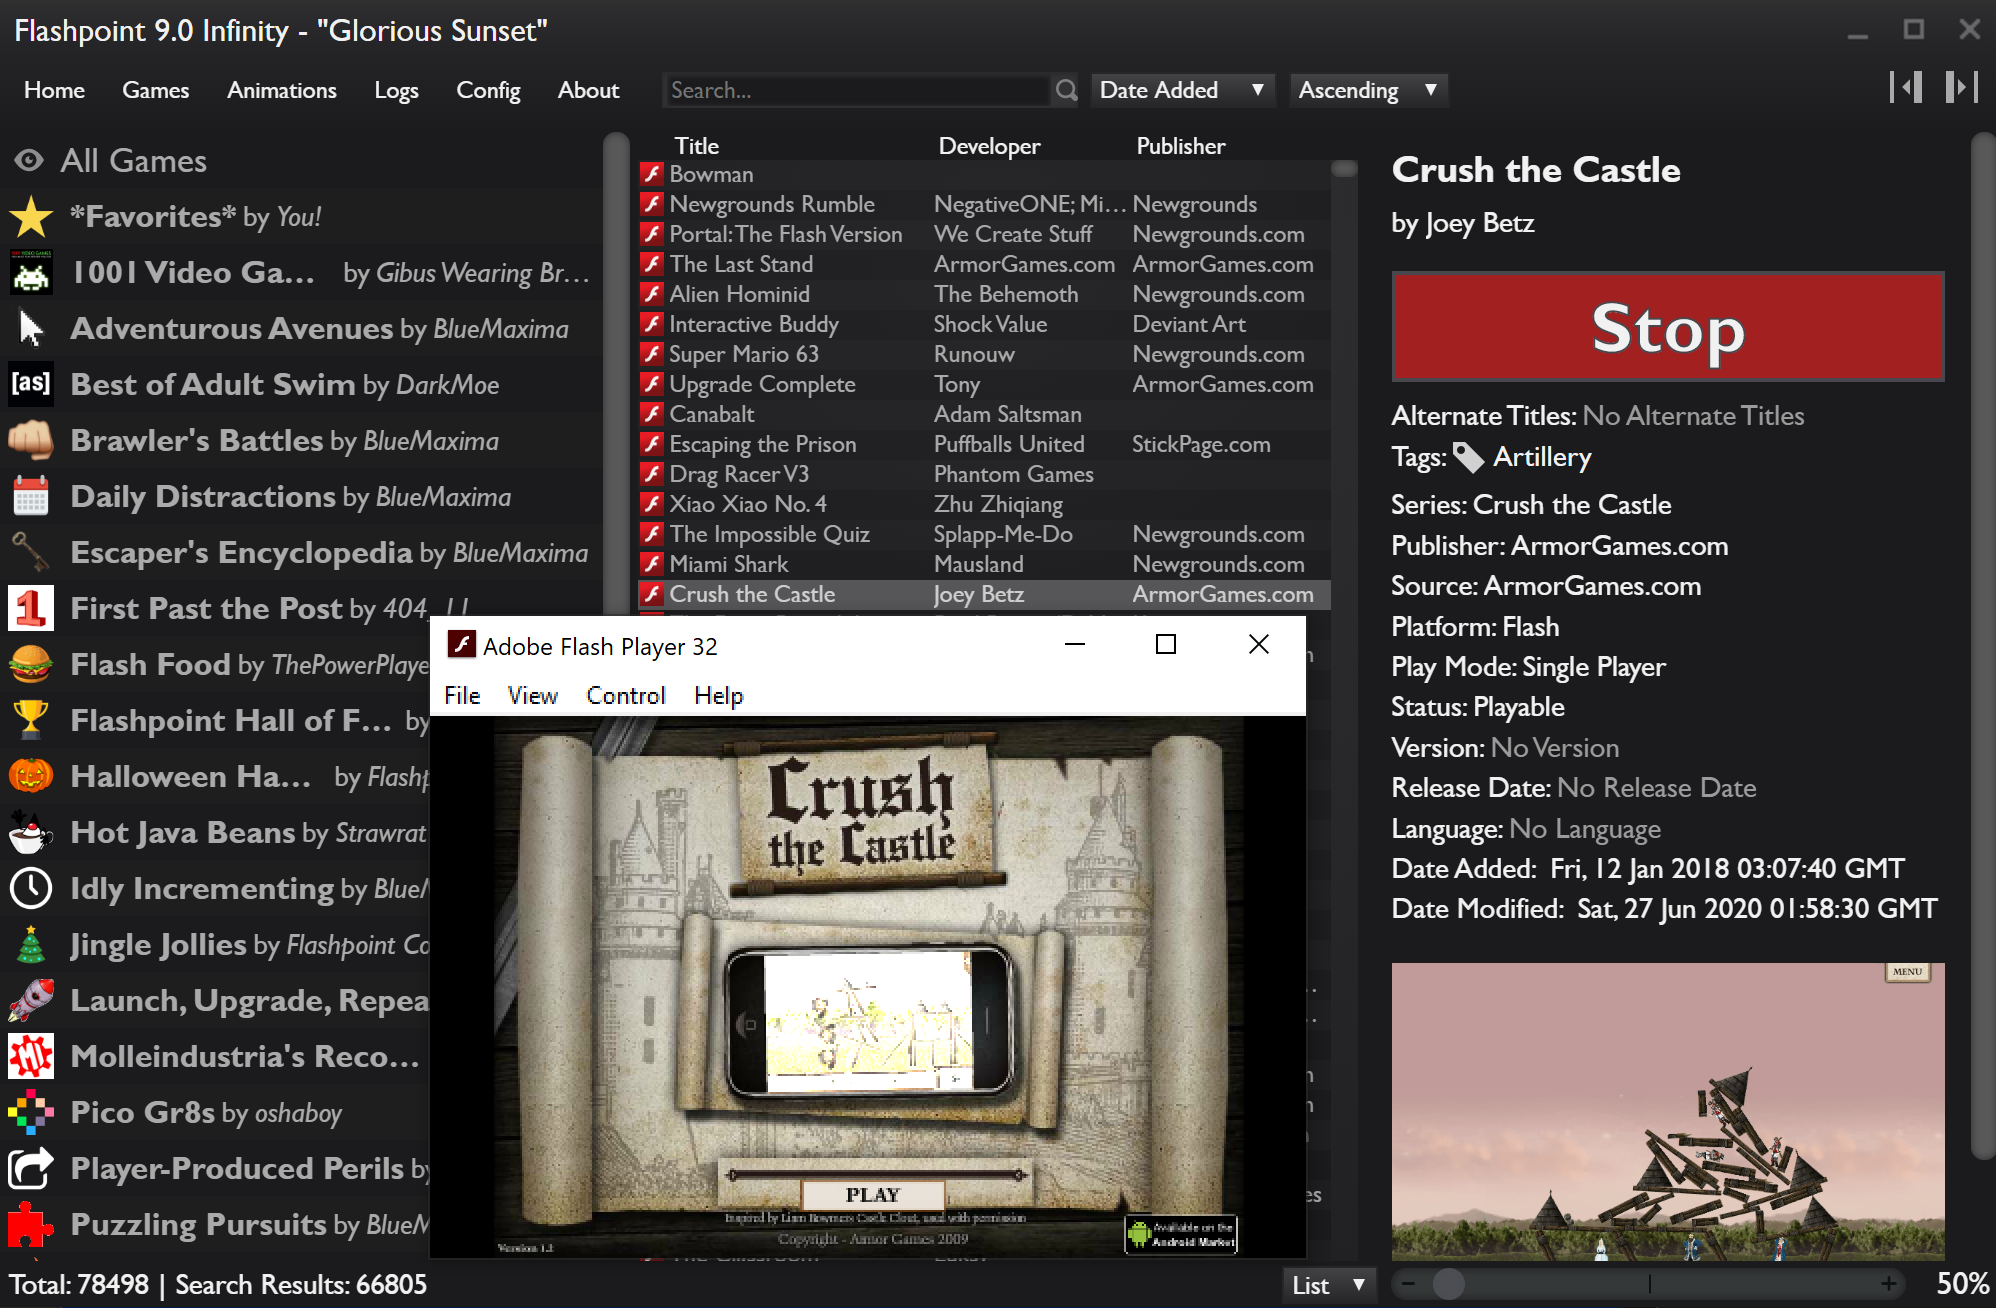 Flashpoint 9.0 Infinity - "Glorious Sunset"
Home Games Animations Logs Config About Search... Date Added Ascending
All Games
*Favorites* by You!
1001 Video Ga... by Gibus Wearing Br...
Adventurous Avenues by BlueMaxima
[as] Best of Adult Swim by DarkMoe
Brawler's Battles by BlueMaxima
Daily Distractions by BlueMaxima
Escaper's Encyclopedia by BlueMaxima
1 First Past the Post by 404_11
Flash Food by ThePowerPlaye
Flashpoint Hall of F... by
Halloween Ha... by Flashp
Hot Java Beans by Strawrat
Idly Incrementing by BlueM
Jingle Jollies by Flashpoint Co
Launch, Upgrade, Repea
Molleindustria's Reco...
Pico Gr8s by oshaboy
Player-Produced Perils by
Puzzling Pursuits by BlueM
Total: 78498 | Search Results: 66805
Title Developer Publisher
Bowman
Newgrounds Rumble NegativeONE; Mi... Newgrounds
Portal: The Flash Version We Create Stuff Newgrounds.com
The Last Stand ArmorGames.com ArmorGames.com
Alien Hominid The Behemoth Newgrounds.com
Interactive Buddy Shock Value Deviant Art
Super Mario 63 Runouw Newgrounds.com
Upgrade Complete Tony ArmorGames.com
Canabalt Adam Saltsman
Escaping the Prison Puffballs United StickPage.com
Drag Racer V3 Phantom Games
Xiao Xiao No. 4 Zhu Zhiqiang
The Impossible Quiz Splapp-Me-Do Newgrounds.com
Miami Shark Mausland Newgrounds.com
Crush the Castle Joey Betz ArmorGames.com
Adobe Flash Player 32
File View Control Help
Crush
the Castle
PLAY
Inspired by Liam Bowmers Castle Clout, used with permission
Copyright - Armor Games 2009
Version 1.1
Available on the
Android Market
Crush the Castle
by Joey Betz
Stop
Alternate Titles: No Alternate Titles
Tags: Artillery
Series: Crush the Castle
Publisher: ArmorGames.com
Source: ArmorGames.com
Platform: Flash
Play Mode: Single Player
Status: Playable
Version: No Version
Release Date: No Release Date
Language: No Language
Date Added: Fri, 12 Jan 2018 03:07:40 GMT
Date Modified: Sat, 27 Jun 2020 01:58:30 GMT
MENU
List 50%